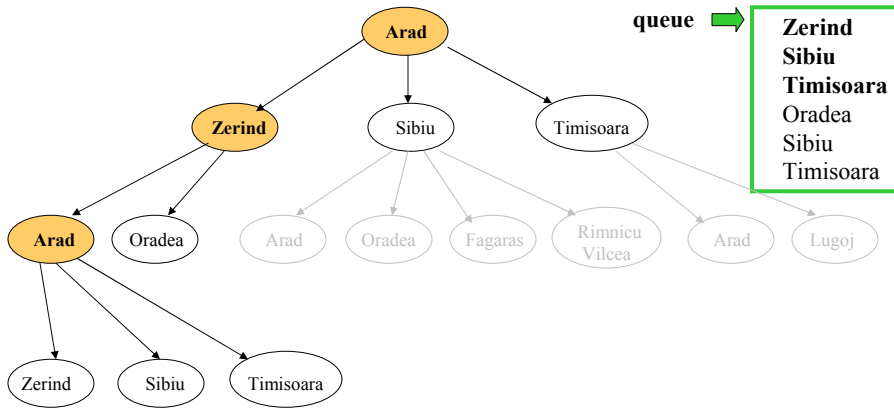 Arad
queue
Zerind
Sibiu
Timisoara
Oradea
Sibiu
Timisoara
Zerind
Sibiu
Timisoara
Arad
Oradea
Arad
Oradea
Fagaras
Rimnicu
Vilcea
Arad
Lugoj
Zerind
Sibiu
Timisoara